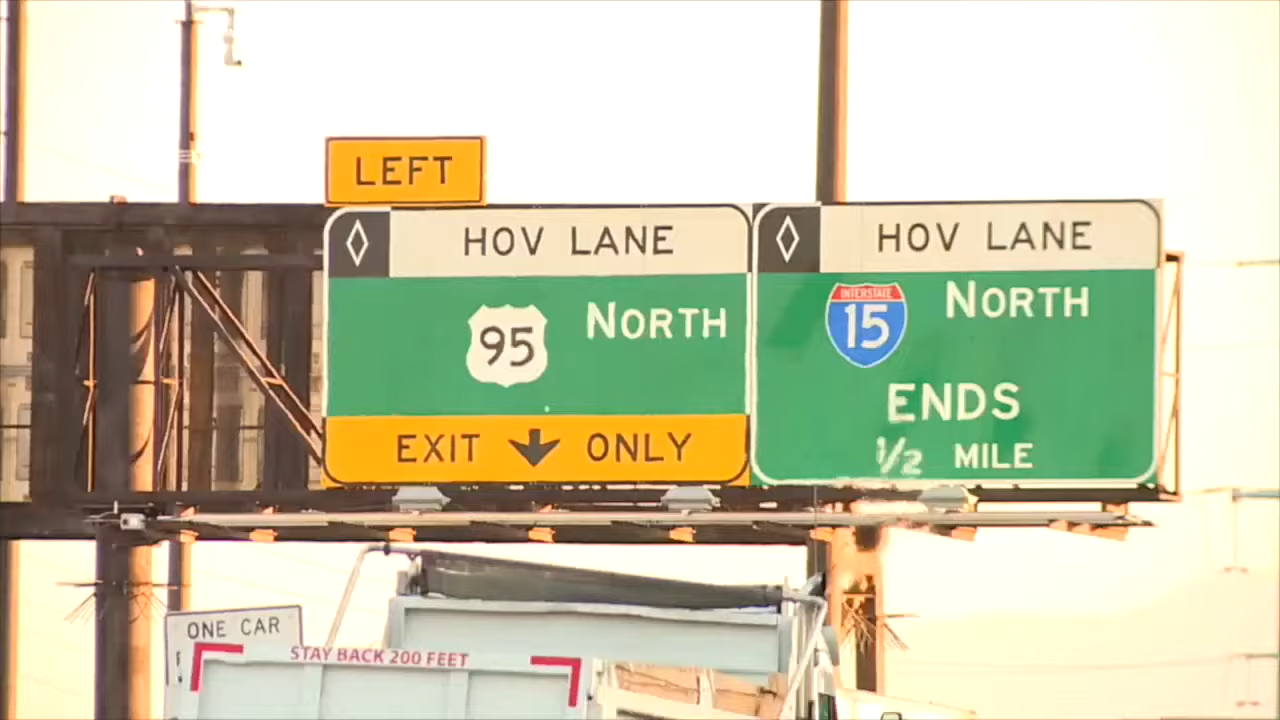 LEFT
HOV LANE
95 NORTH
EXIT ONLY
HOV LANE
INTERSTATE
15
NORTH
ENDS
1/2 MILE
ONE CAR
STAY BACK 200 FEET